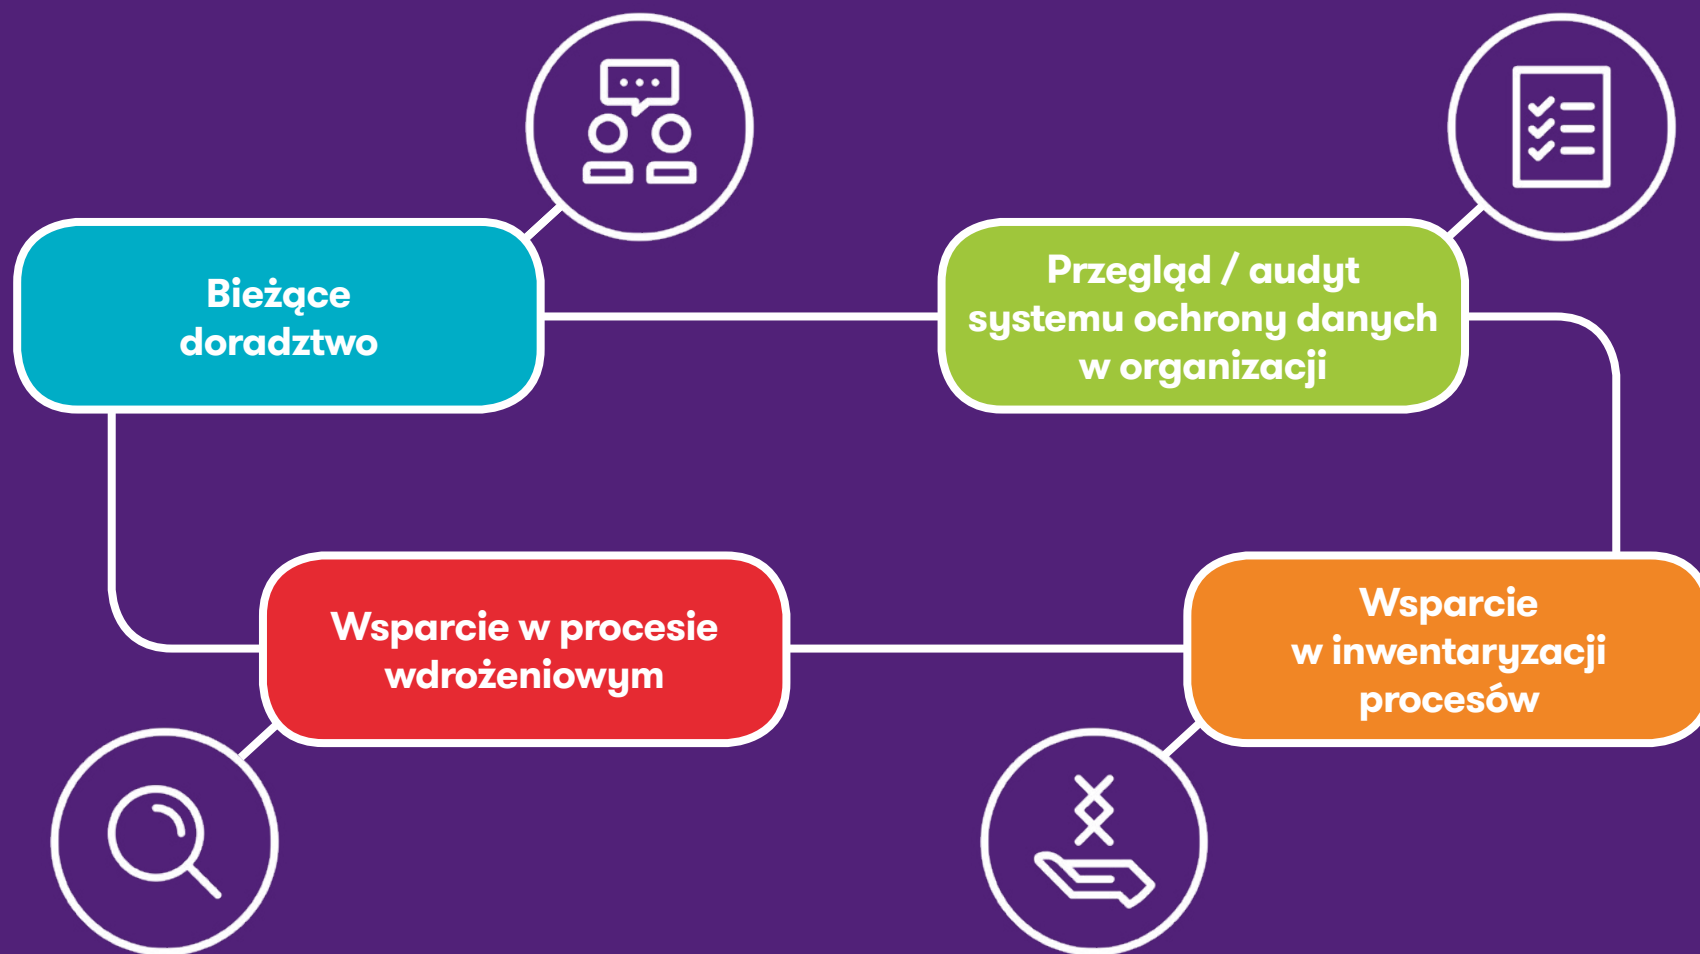 Bieżące
doradztwo
Przegląd / audyt
systemu ochrony danych
w organizacji
Wsparcie w procesie
wdrożeniowym
Wsparcie
w inwentaryzacji
procesów